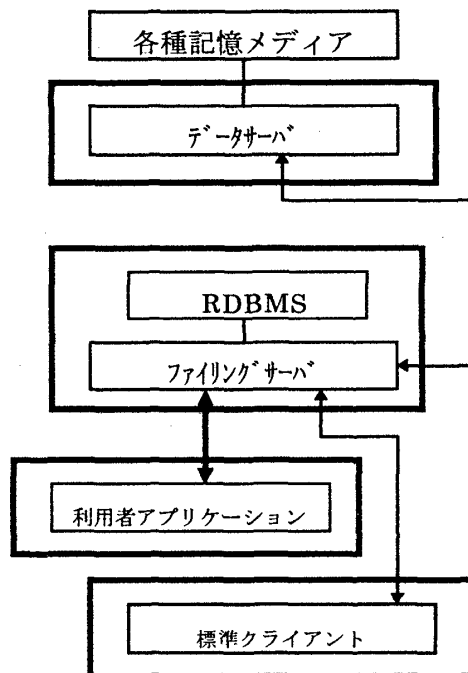 各種記憶メディア
データサーバ
RDBMS
ファイリングサーバ
利用者アプリケーション
標準クライアント